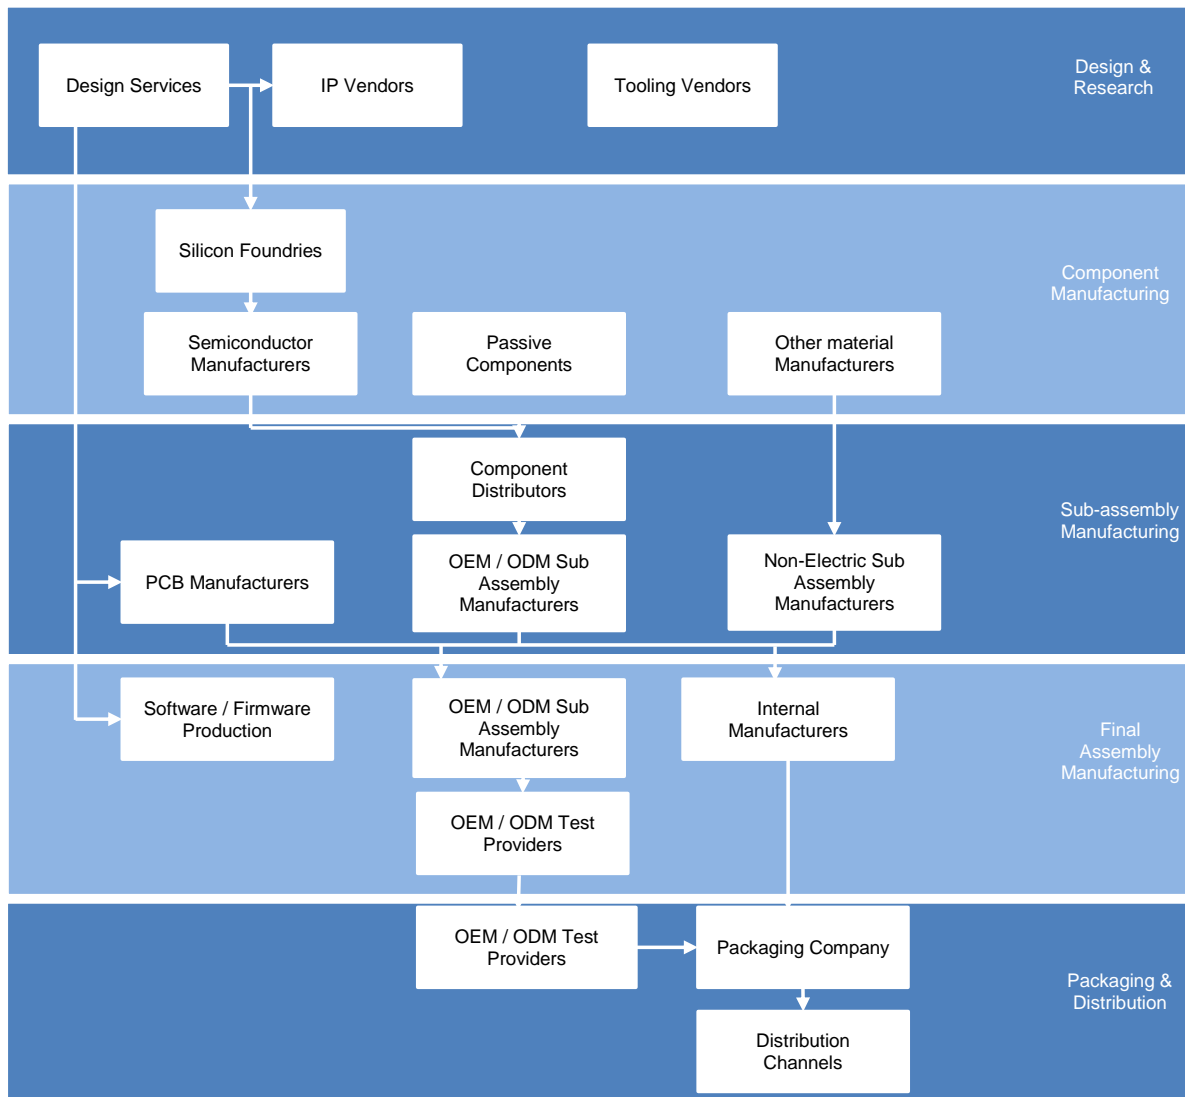 Design Services
IP Vendors
Tooling Vendors
Design &
Research
Silicon Foundries
Component
Manufacturing
Semiconductor
Manufacturers
Passive
Components
Other material
Manufacturers
Component
Distributors
Sub-assembly
Manufacturing
PCB Manufacturers
OEM / ODM Sub
Assembly
Manufacturers
Non-Electric Sub
Assembly
Manufacturers
Software / Firmware
Production
OEM / ODM Sub
Assembly
Manufacturers
Internal
Manufacturers
Final
Assembly
Manufacturing
OEM / ODM Test
Providers
OEM / ODM Test
Providers
Packaging Company
Packaging &
Distribution
Distribution
Channels